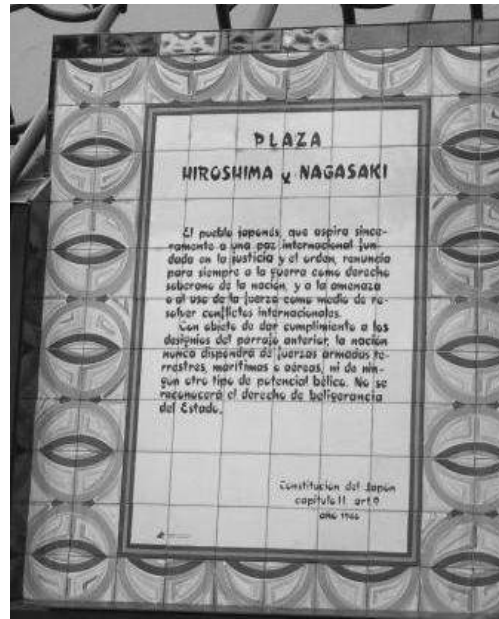 PLAZA
HIROSHIMA y NAGASAKI
El pueblo japonés, que aspira since-
ramente a una paz internacional fun-
dada en la justicia y el orden, renuncia
para siempre a la guerra como derecho
soberano de la nación, y a la amenaza
o al uso de la fuerza como medio de re-
solver conflictos internacionales.
Con objeto de dar cumplimiento a los
designios del párrafo anterior, la nación
nunca dispondrá de fuerzas armadas te-
rrestres, marítimas o aéreas, ni de nin-
gun otro tipo de potencial bélico. No se
reconocerá el derecho de beligerancia
del Estado.
Constitución del Japón
capítulo II art 9
año 1946